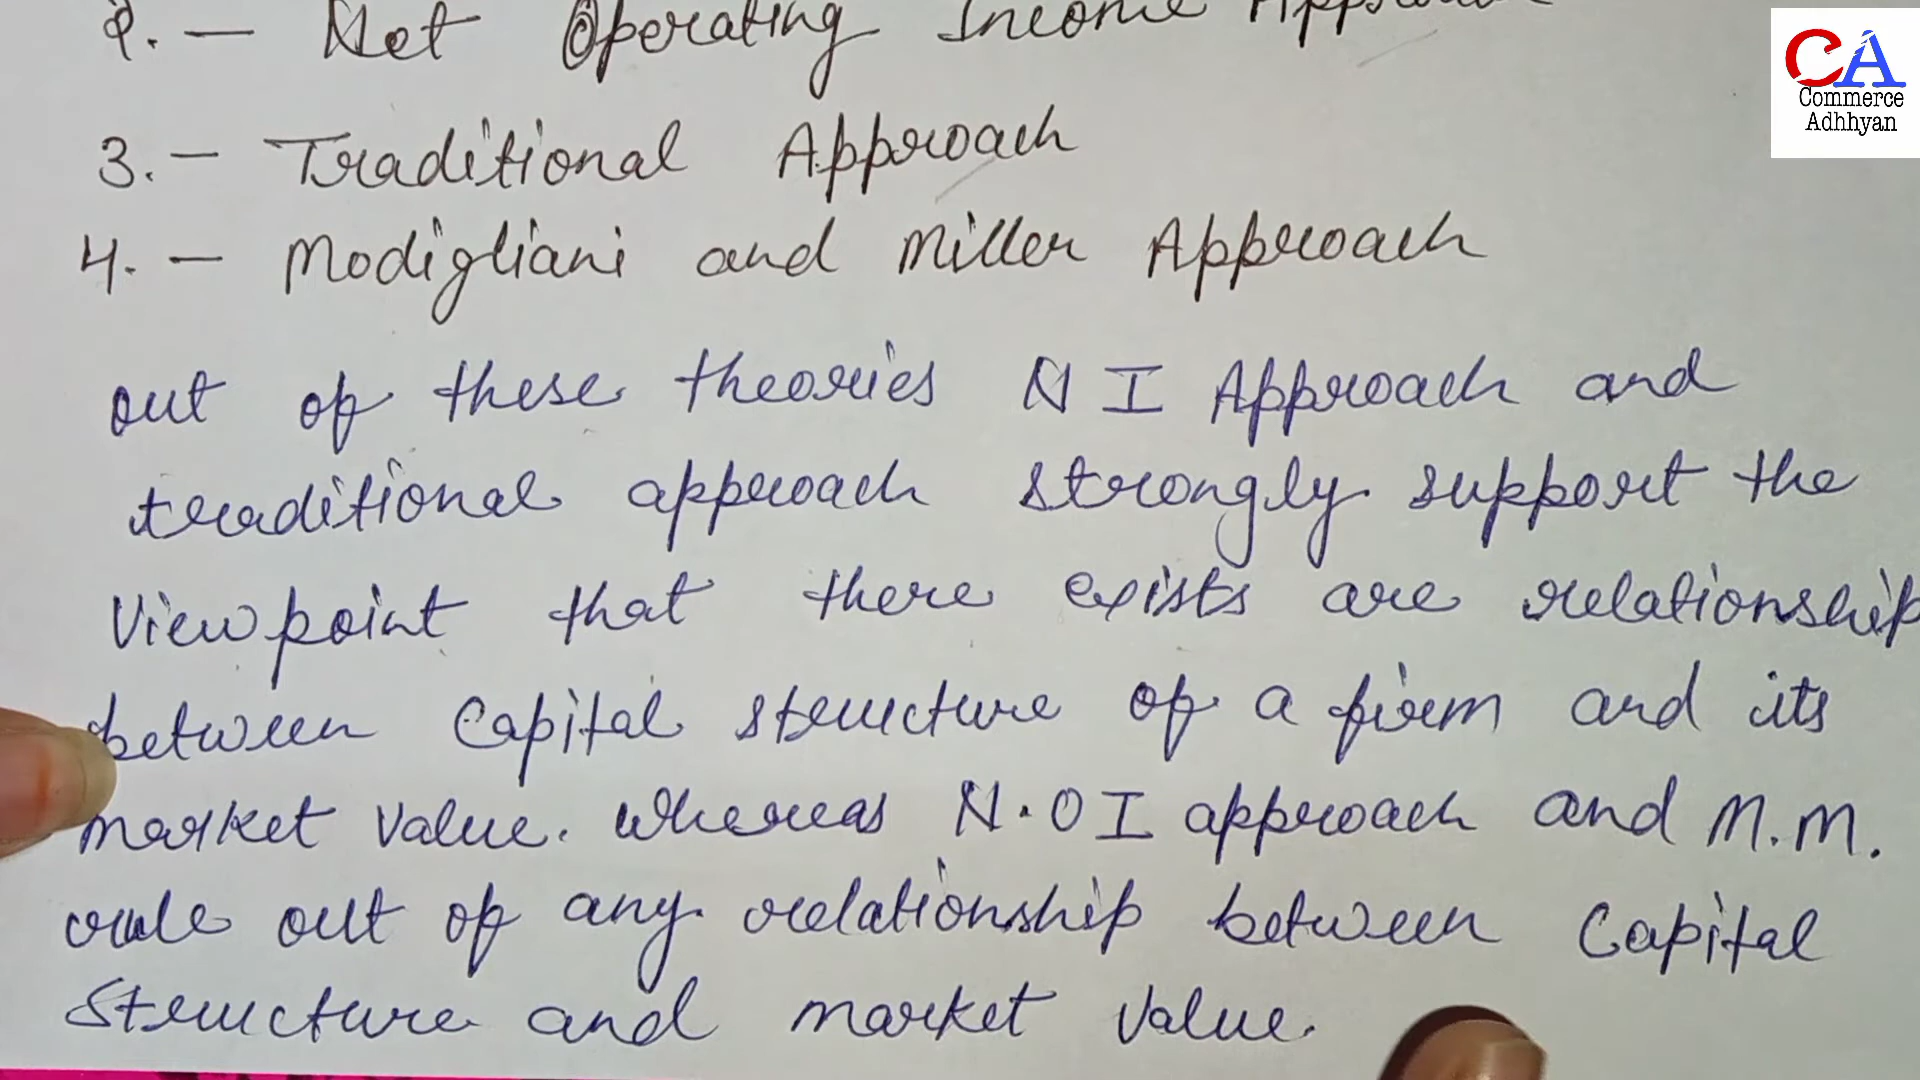 2. — Net Operating Income Approach
3. — Traditional Approach
4. — Modigliani and Miller Approach
out of these theories N I Approach and
traditional approach strongly support the
Viewpoint that there exists are relationship
between Capital structure of a firm and its
market value. whereas N.O I approach and M.M.
rule out of any relationship between Capital
Structure and market value.
CA
Commerce
Adhhyan